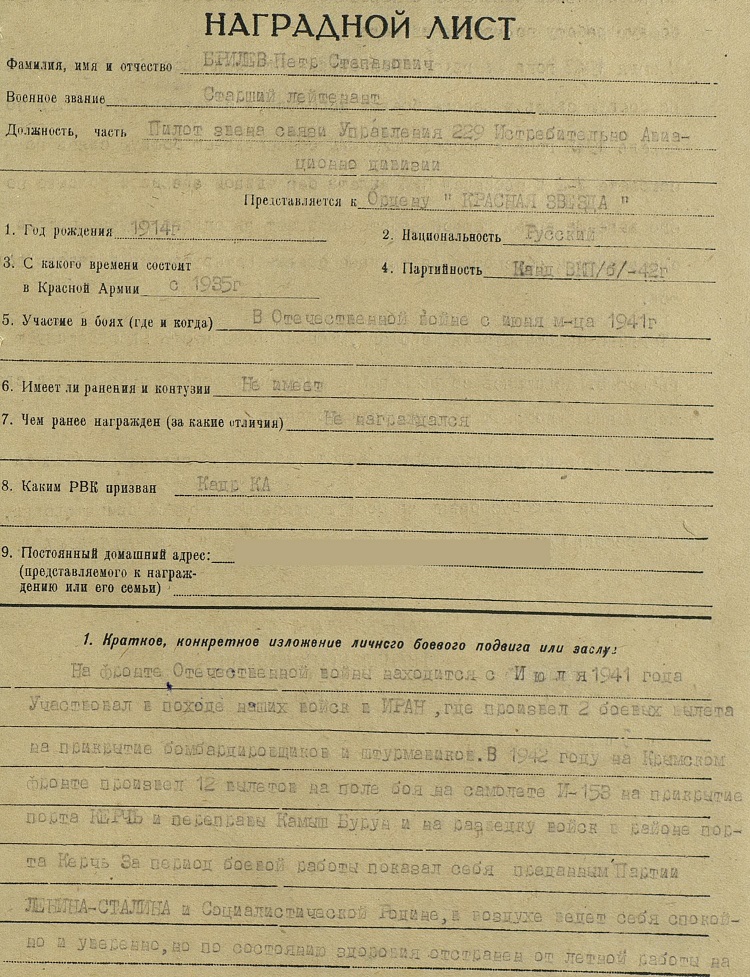 НАГРАДНОЙ ЛИСТ
Фамилия, имя и отчество БРИЛЕВ Петр Степанович
Военное звание Старший лейтенант
Должность, часть Пилот звена связи Управления 229 Истребительно Авиа-
ционно дивизии
Представляется к Ордену " КРАСНАЯ ЗВЕЗДА "
1. Год рождения 1914г 2. Национальность Русский
3. С какого времени состоит 4. Партийность Канд ВКП/б/-42г
в Красной Армии с 1935г
5. Участие в боях (где и когда) В Отечественной войне с июня м-ца 1941г
6. Имеет ли ранения и контузии Не имеет
7. Чем ранее награжден (за какие отличия) Не награждался
8. Каким РВК призван Кадр КА
9. Постоянный домашний адрес:
(представляемого к награж-
дению или его семьи)
1. Краткое, конкретное изложение личного боевого подвига или заслуг
На фронте Отечественной войны находится с Июля 1941 года
Участвовал в походе наших войск в ИРАН, где произвел 2 боевых вылета
на прикрытие бомбардировщиков и штурмовиков. В 1942 году на Крымском
фронте произвел 12 вылетов на поле боя на самолете И-153 на прикрытие
порта КЕРЧЬ и переправы Камыш Бурун и на разведку войск в районе пор-
та Керчь За период боевой работы показал себя преданным Партии
ЛЕНИНА-СТАЛИНА и Социалистической Родине, в воздухе ведет себя спокой-
но и уверенно, но по состоянию здоровия отстранен от летной работы на